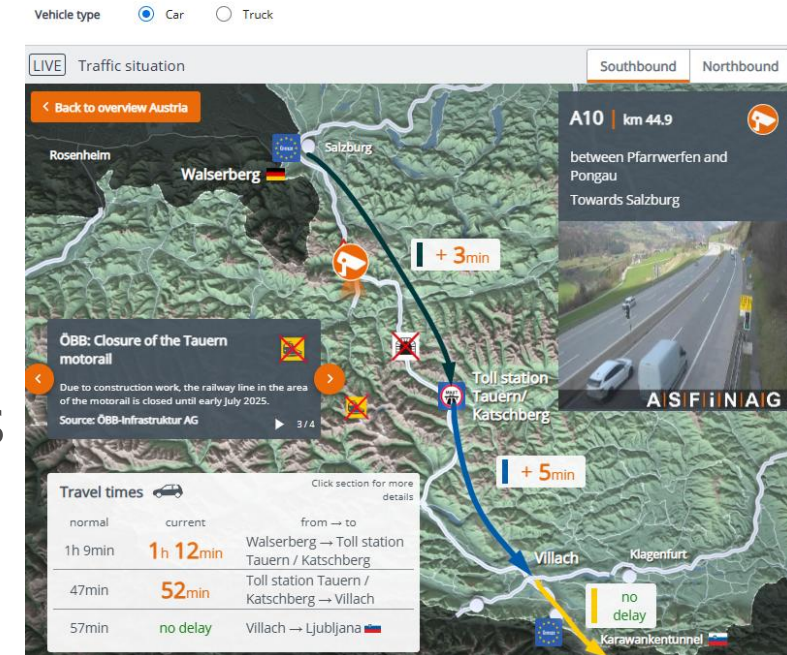 Vehicle type Car Truck
LIVE Traffic situation
Southbound Northbound
< Back to overview Austria
Rosenheim
Walserberg
Salzburg
A10 | km 44.9
between Pfarrwerfen and
Pongau
Towards Salzburg
A|S|F|i|N|A|G
+ 3min
ÖBB: Closure of the Tauern
motorail
Due to construction work, the railway line in the area
of the motorail is closed until early July 2025.
Source: ÖBB-Infrastruktur AG
3/4
Toll station
Tauern/
Katschberg
+ 5min
Travel times
Click section for more
details
normal current from → to
1h 9min 1h 12min Walserberg → Toll station
Tauern / Katschberg
47min 52min Toll station Tauern /
Katschberg → Villach
57min no delay Villach → Ljubljana
Villach
Klagenfurt
no
delay
Karawankentunnel